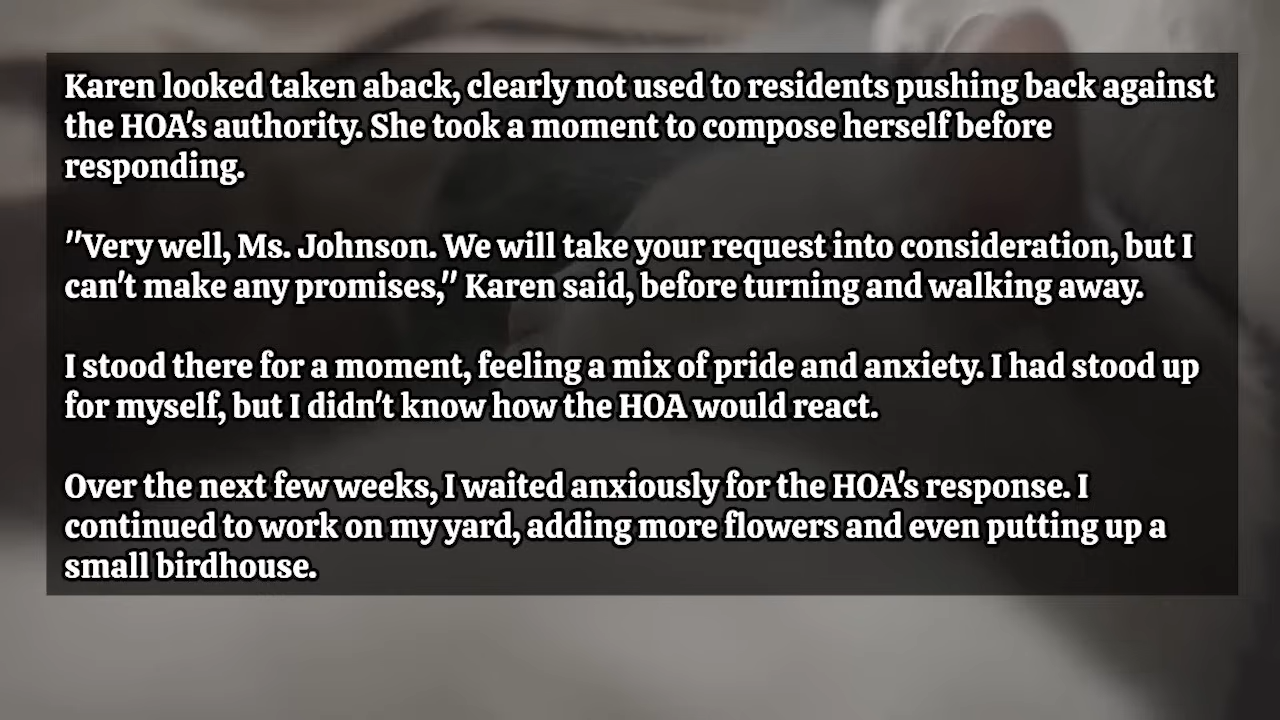 Karen looked taken aback, clearly not used to residents pushing back against
the HOA's authority. She took a moment to compose herself before
responding.
"Very well, Ms. Johnson. We will take your request into consideration, but I
can't make any promises," Karen said, before turning and walking away.
I stood there for a moment, feeling a mix of pride and anxiety. I had stood up
for myself, but I didn't know how the HOA would react.
Over the next few weeks, I waited anxiously for the HOA's response. I
continued to work on my yard, adding more flowers and even putting up a
small birdhouse.